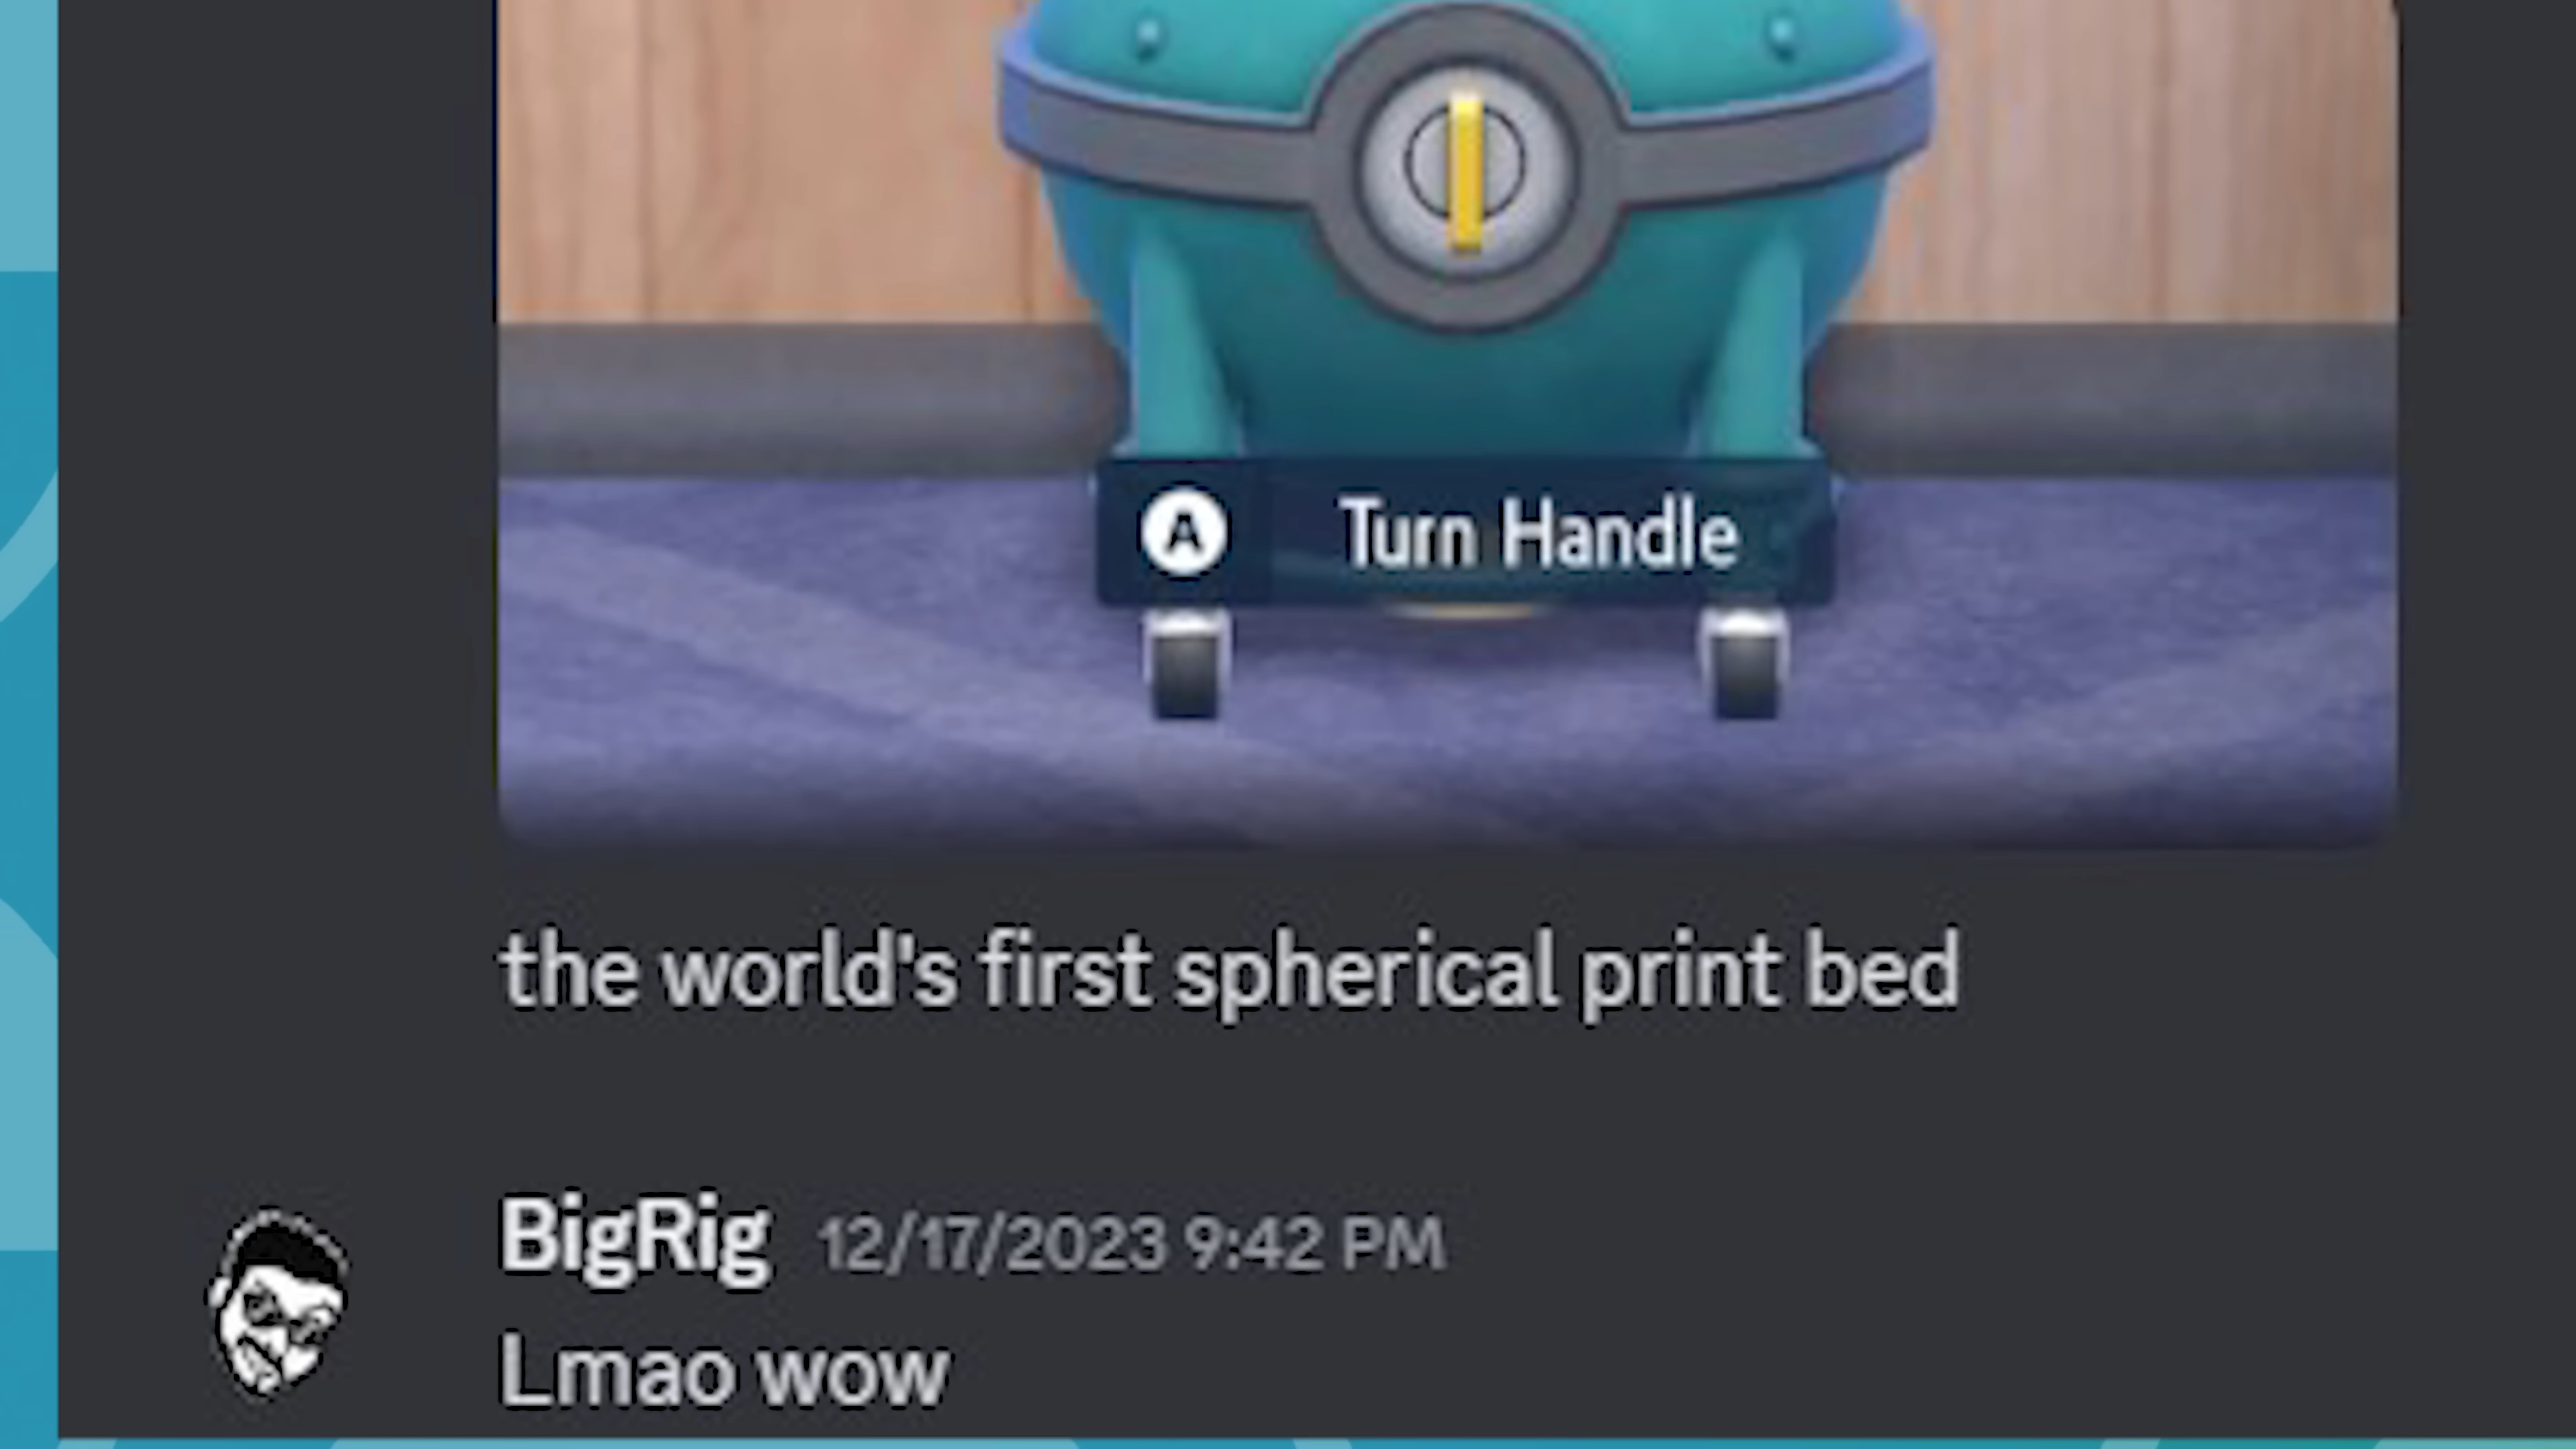 A Turn Handle
the world's first spherical print bed
BigRig 12/17/2023 9:42 PM
Lmao wow